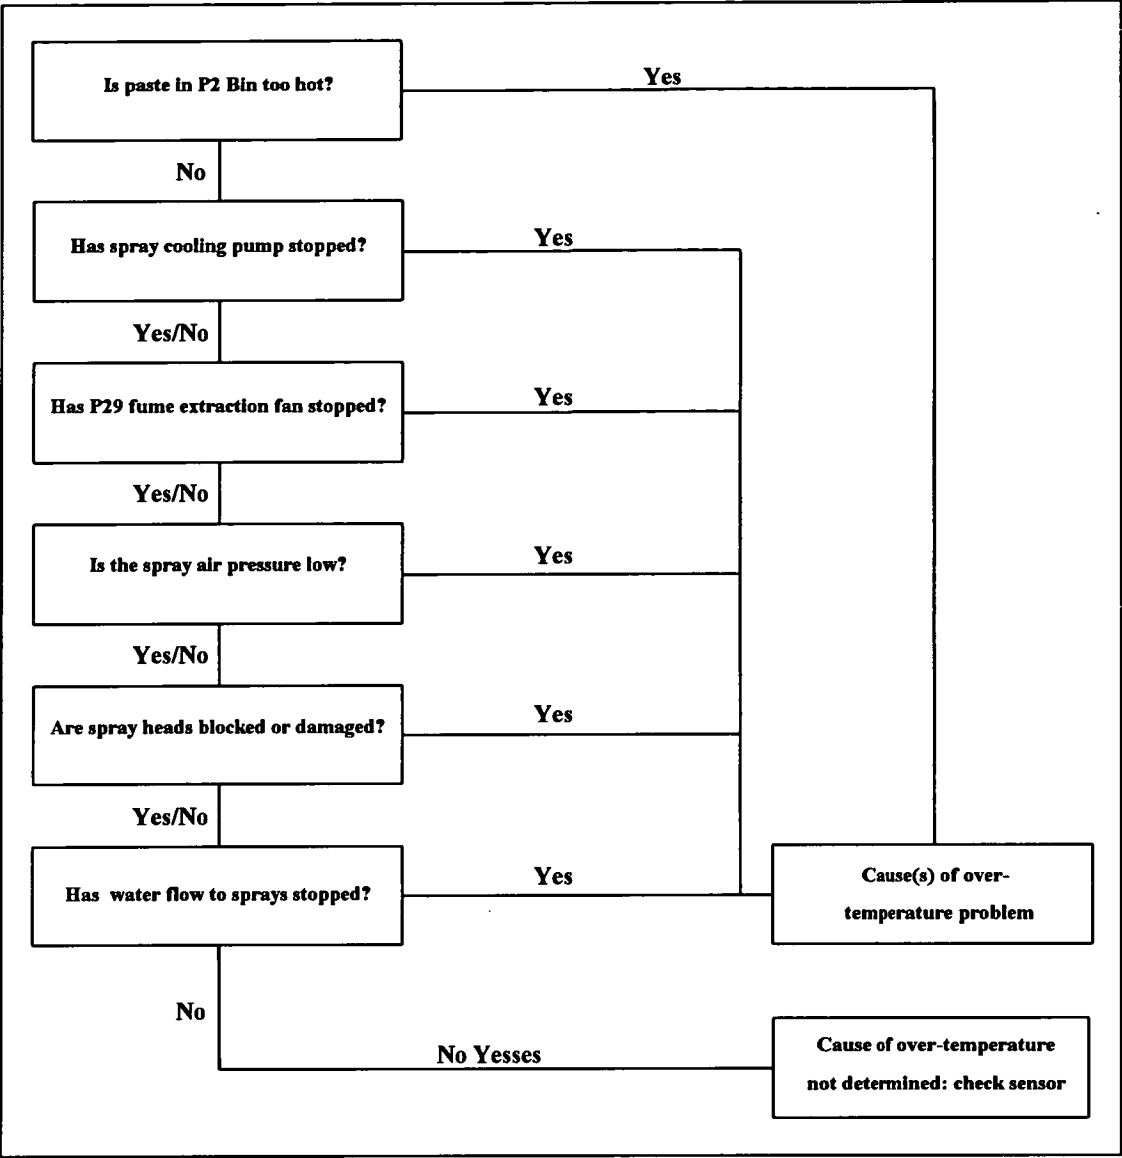 Is paste in P2 Bin too hot?
Yes
No
Has spray cooling pump stopped?
Yes
Yes/No
Has P29 fume extraction fan stopped?
Yes
Yes/No
Is the spray air pressure low?
Yes
Yes/No
Are spray heads blocked or damaged?
Yes
Yes/No
Has water flow to sprays stopped?
Yes
Cause(s) of over-
temperature problem
No
No Yesses
Cause of over-temperature
not determined: check sensor